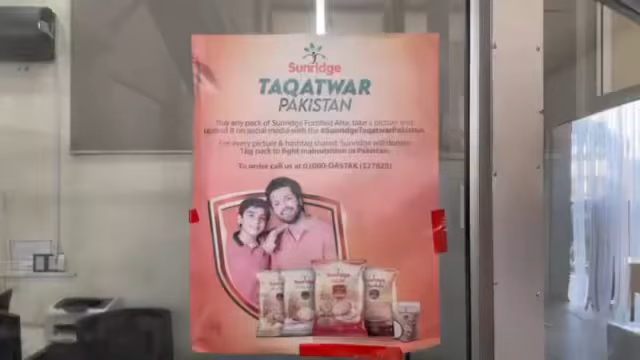 Sunridge
TAQATWAR
PAKISTAN
Buy any pack of Sunridge Fortified Atta, take a picture and
upload it on social media with the #SunridgeTaqatwarPakistan.
For every picture & hashtag shared, Sunridge will donate
1kg pack to fight malnutrition in Pakistan.
To order call us at 03000-DASTAK (327825)
Sunridge